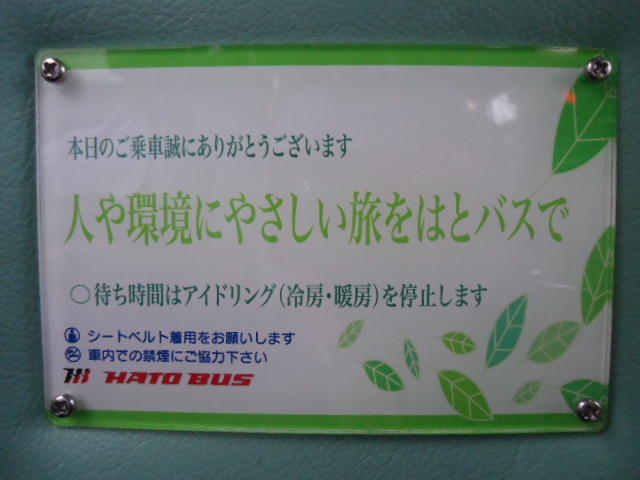 本日のご乗車誠にありがとうございます
人や環境にやさしい旅をはとバスで
○待ち時間はアイドリング(冷房・暖房)を停止します
シートベルト着用をお願いします
車内での禁煙にご協力下さい
HATO BUS